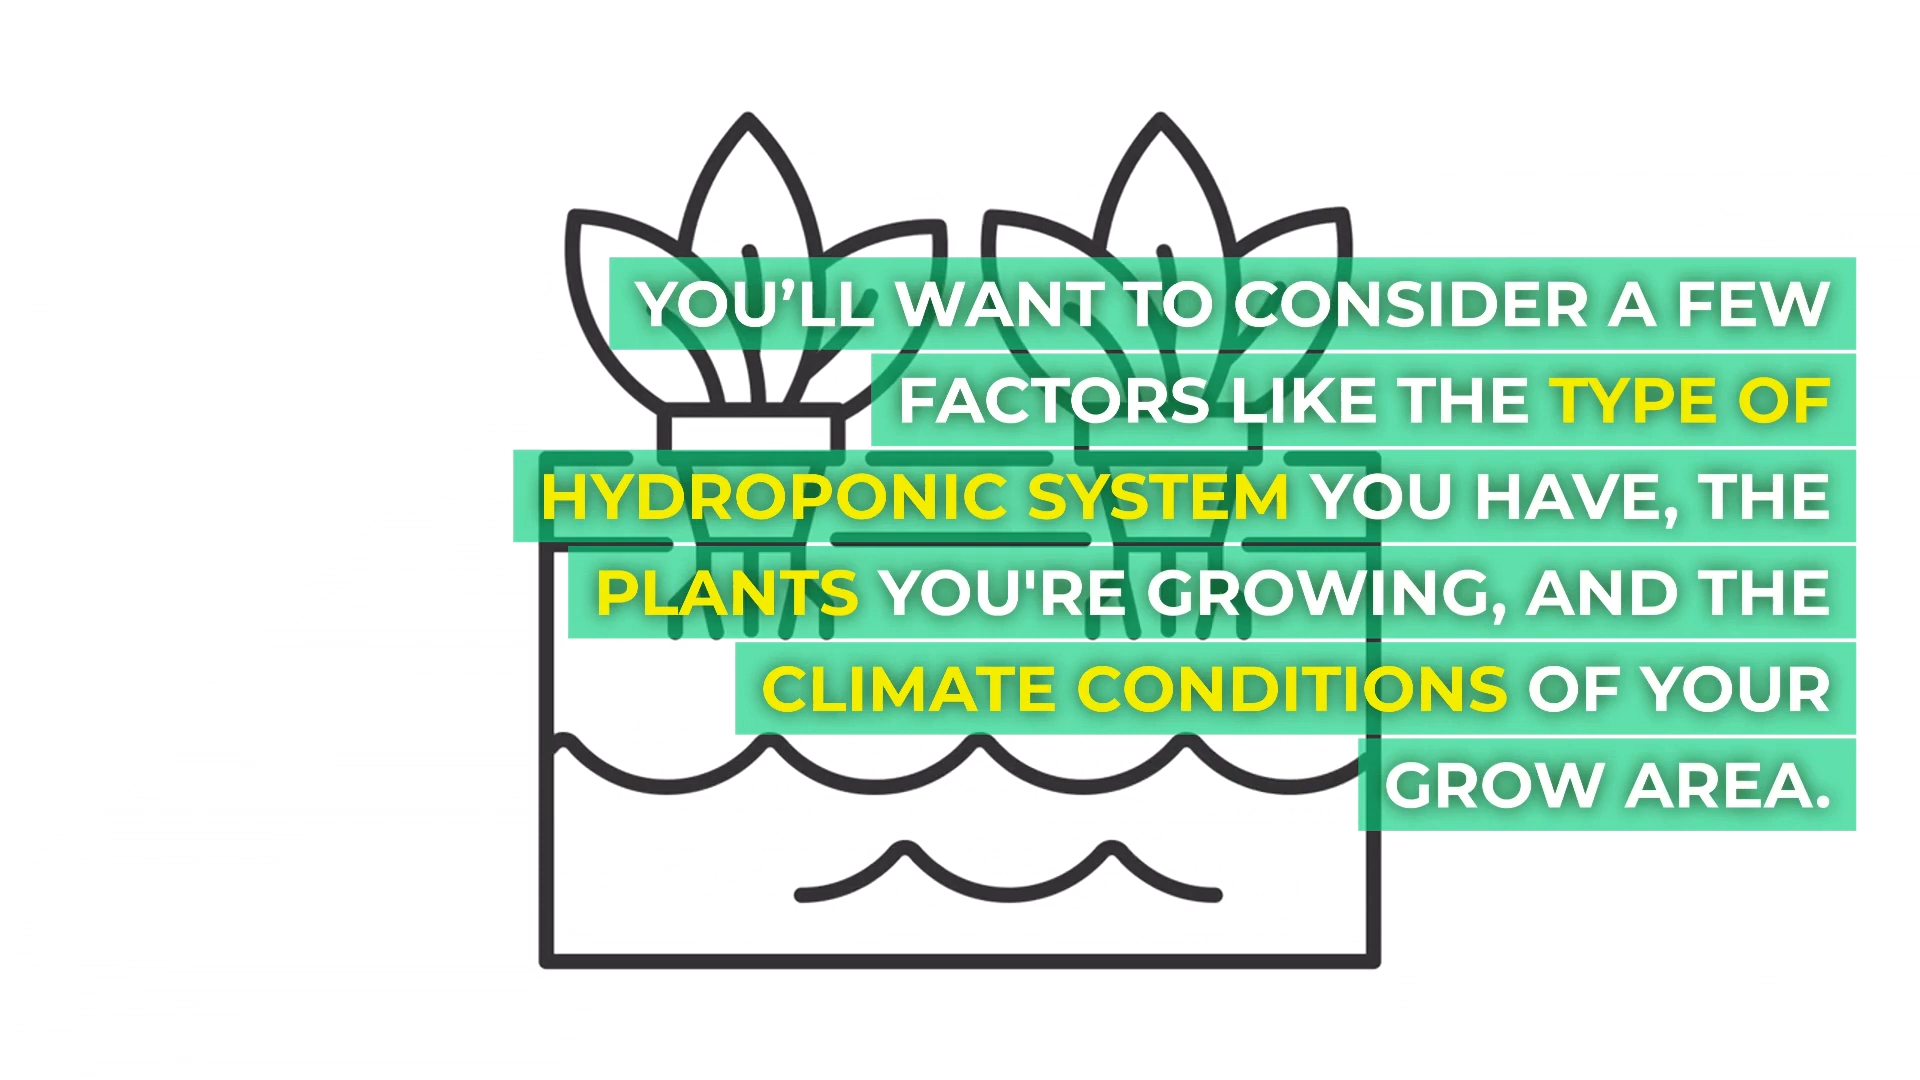 YOU’LL WANT TO CONSIDER A FEW
FACTORS LIKE THE TYPE OF
HYDROPONIC SYSTEM YOU HAVE, THE
PLANTS YOU'RE GROWING, AND THE
CLIMATE CONDITIONS OF YOUR
GROW AREA.